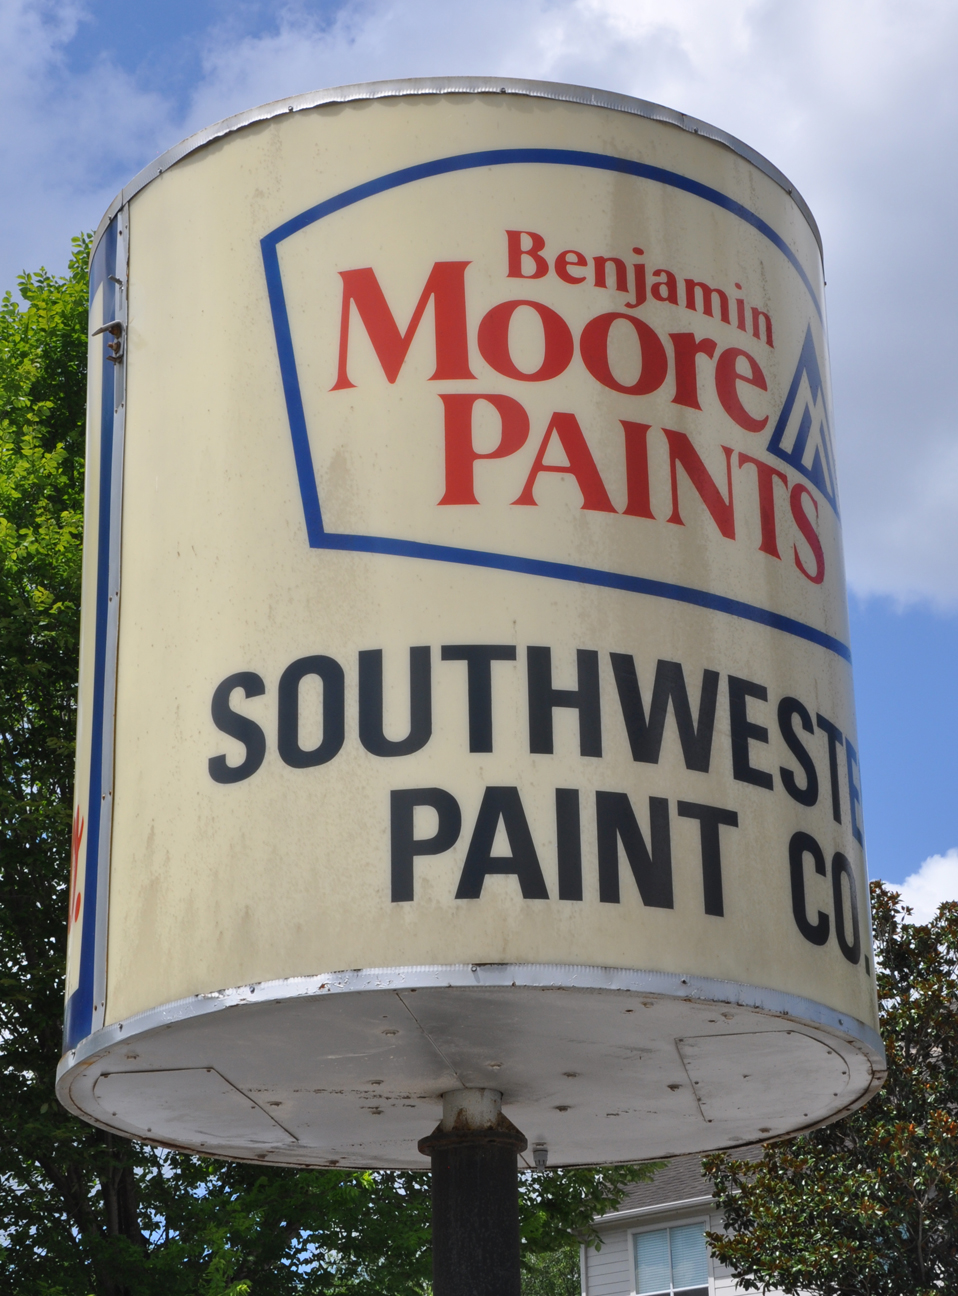 Benjamin
Moore
PAINTS
SOUTHWESTE
PAINT CO.